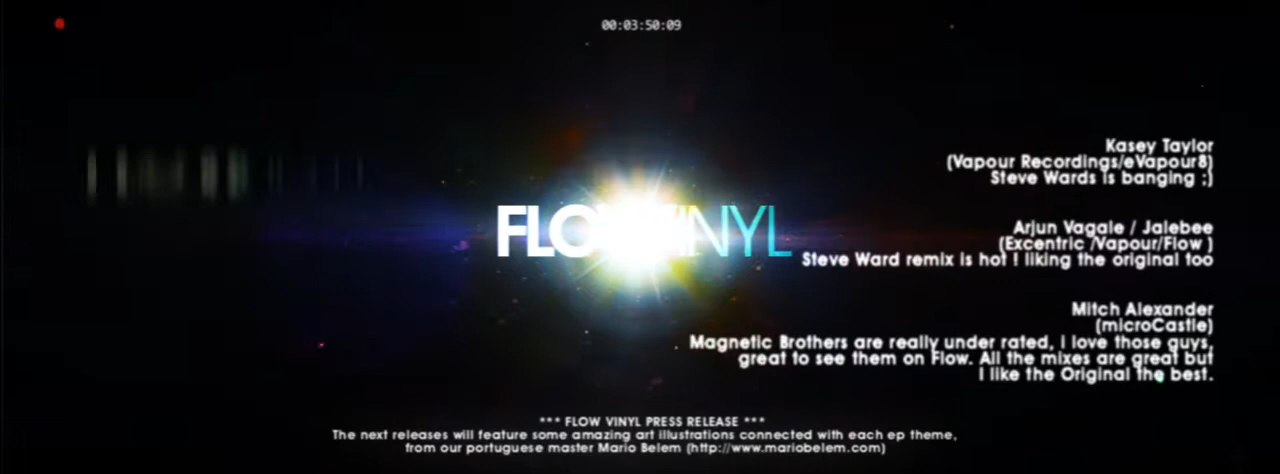 00:03:50:09
Kasey Taylor
(Vapour Recordings/eVapour8)
Steve Wards is banging ;)
FLOW VINYL
Arjun Vagale / Jalebee
(Excentric /Vapour/Flow )
Steve Ward remix is hot ! liking the original too
Mitch Alexander
(microCastle)
Magnetic Brothers are really under rated, i love those guys,
great to see them on Flow. All the mixes are great but
I like the Original the best.
*** FLOW VINYL PRESS RELEASE ***
The next releases will feature some amazing art illustrations connected with each ep theme,
from our portuguese master Mario Belem (http://www.mariobelem.com)